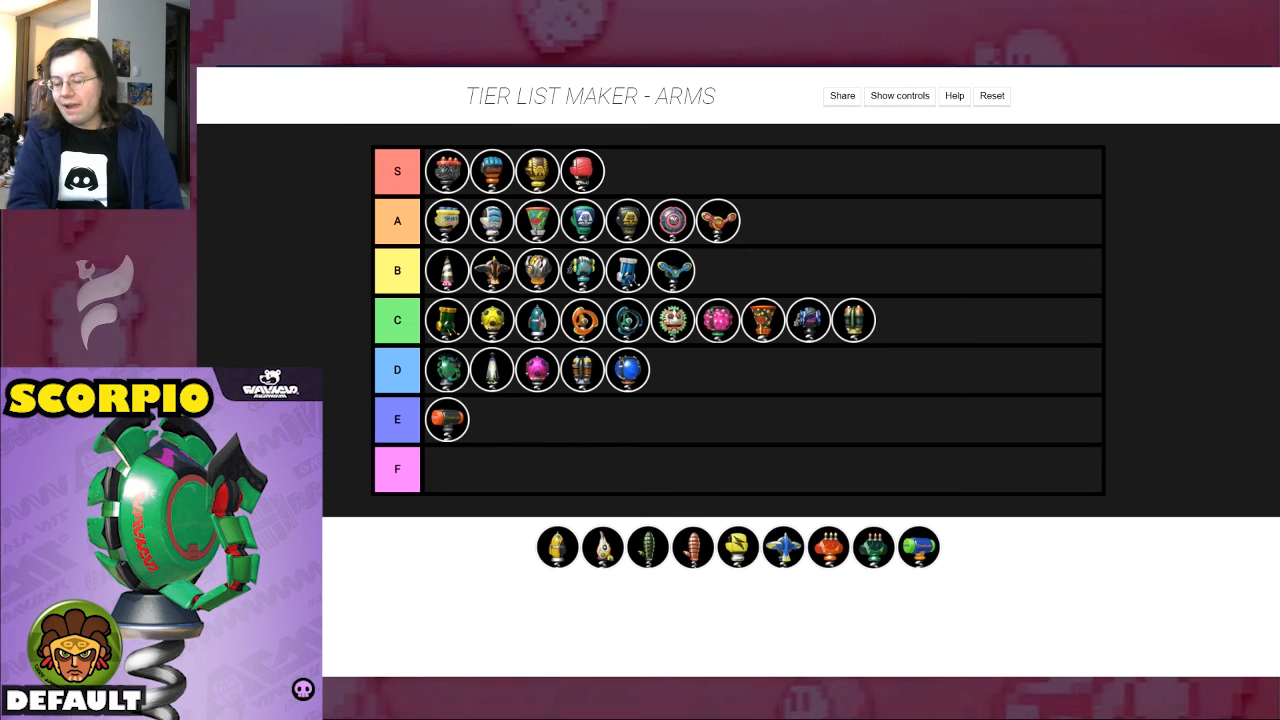 TIER LIST MAKER - ARMS
Share
Show controls
Help
Reset
S
A
B
C
D
E
F
SCORPIO
DEFAULT